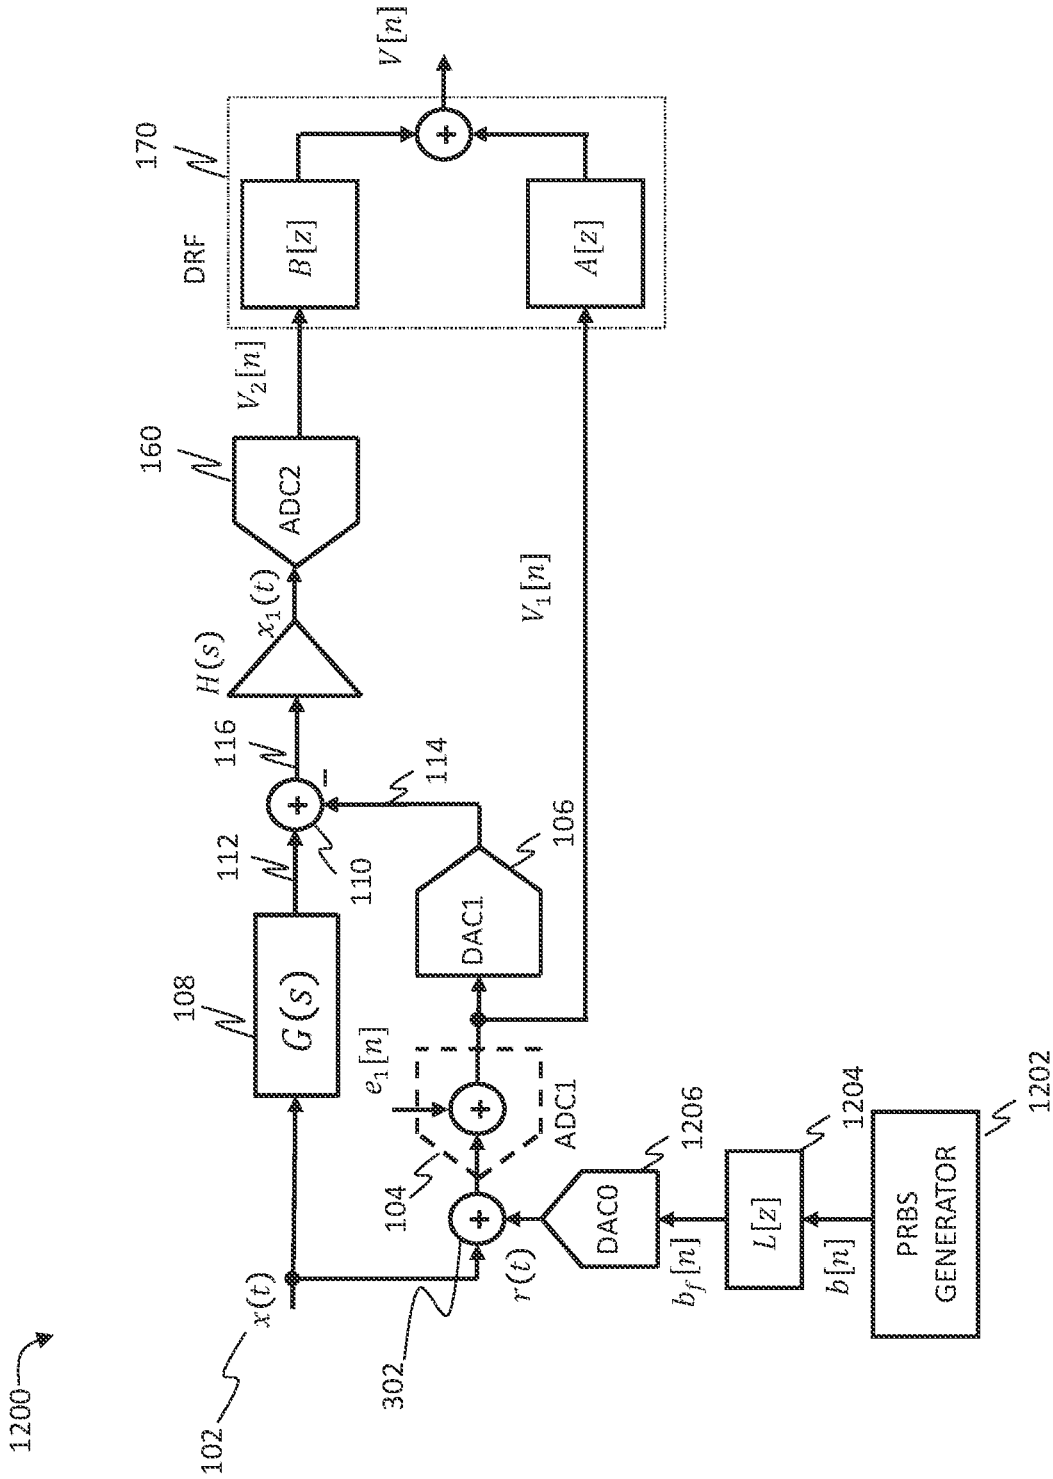 1200
102
x(t)
108
G(s)
112
110
116
H(s)
x₁(t)
160
ADC2
V₂[n]
DRF
170
B[z]
V[n]
A[z]
302
r(t)
104
e₁[n]
ADC1
DAC1
106
114
V₁[n]
DAC0
1206
b_f[n]
L[z]
1204
b[n]
PRBS
GENERATOR
1202
+
+
+
−
+